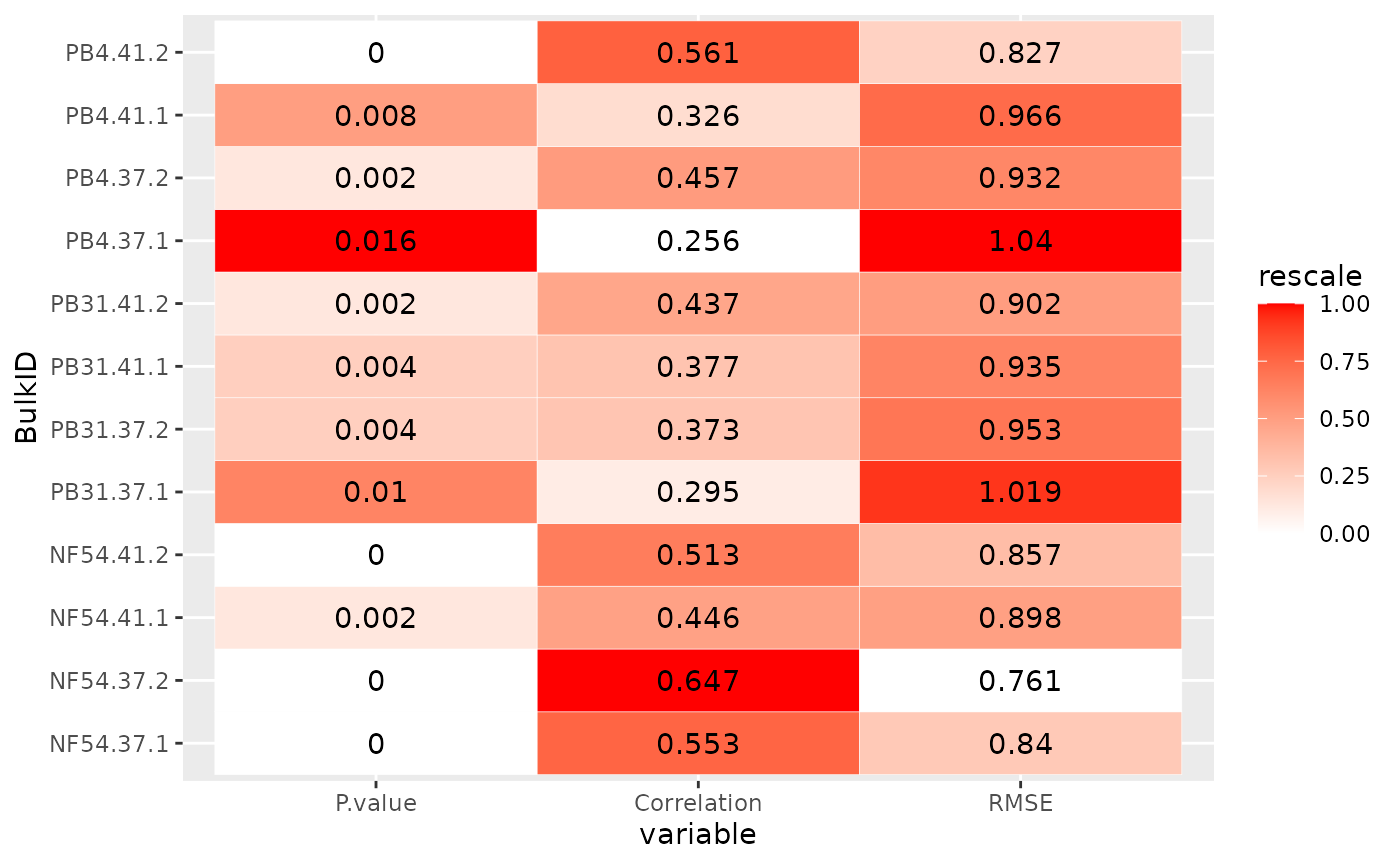 PB4.41.2 0 0.561 0.827
PB4.41.1 0.008 0.326 0.966
PB4.37.2 0.002 0.457 0.932
PB4.37.1 0.016 0.256 1.04
PB31.41.2 0.002 0.437 0.902
PB31.41.1 0.004 0.377 0.935
PB31.37.2 0.004 0.373 0.953
PB31.37.1 0.01 0.295 1.019
NF54.41.2 0 0.513 0.857
NF54.41.1 0.002 0.446 0.898
NF54.37.2 0 0.647 0.761
NF54.37.1 0 0.553 0.84
P.value Correlation RMSE
variable
BulkID
rescale
1.00
0.75
0.50
0.25
0.00